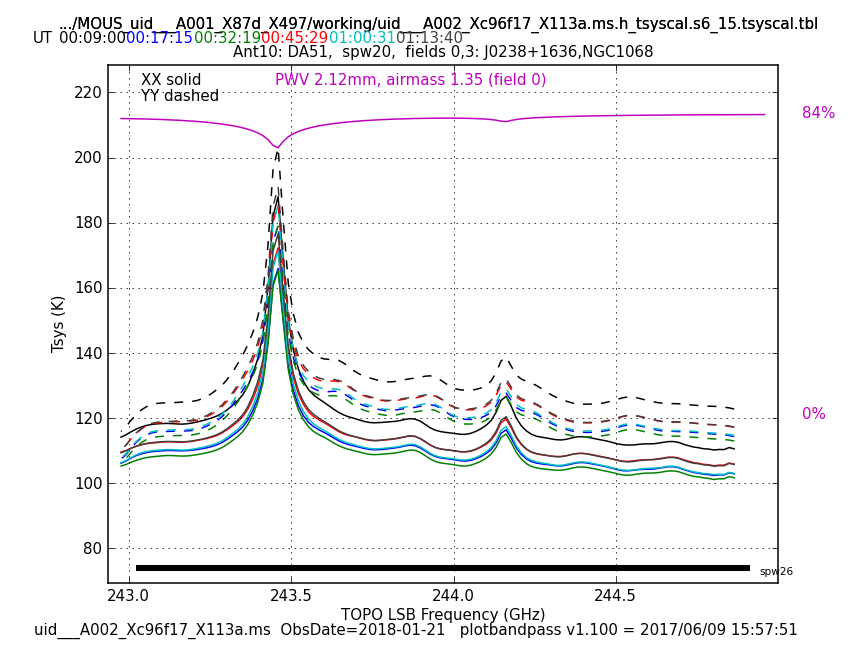 .../MOUS_uid___A001_X87d_X497/working/uid___A002_Xc96f17_X113a.ms.h_tsyscal.s6_15.tsyscal.tbl
UT 00:09:00 00:17:15 00:32:19 00:45:29 01:00:31 01:13:40
Ant10: DA51,  spw20,  fields 0,3: J0238+1636,NGC1068
XX solid
PWV 2.12mm, airmass 1.35 (field 0)
YY dashed
220
200
180
160
140
120
100
80
Tsys (K)
84%
0%
spw26
243.0 243.5 244.0 244.5
TOPO LSB Frequency (GHz)
uid___A002_Xc96f17_X113a.ms  ObsDate=2018-01-21   plotbandpass v1.100 = 2017/06/09 15:57:51